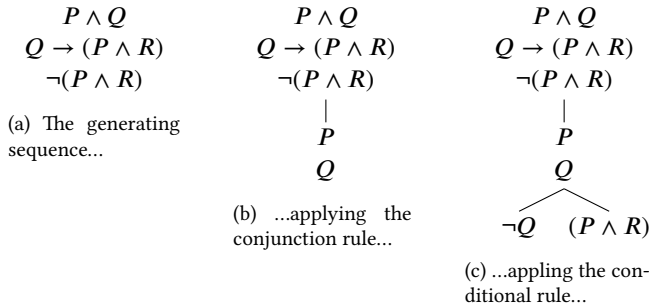 P ∧ Q
Q → (P ∧ R)
¬(P ∧ R)
(a) The generating
sequence...
P ∧ Q
Q → (P ∧ R)
¬(P ∧ R)
P
Q
(b) ...applying the
conjunction rule...
P ∧ Q
Q → (P ∧ R)
¬(P ∧ R)
P
Q
¬Q (P ∧ R)
(c) ...appling the con-
ditional rule...